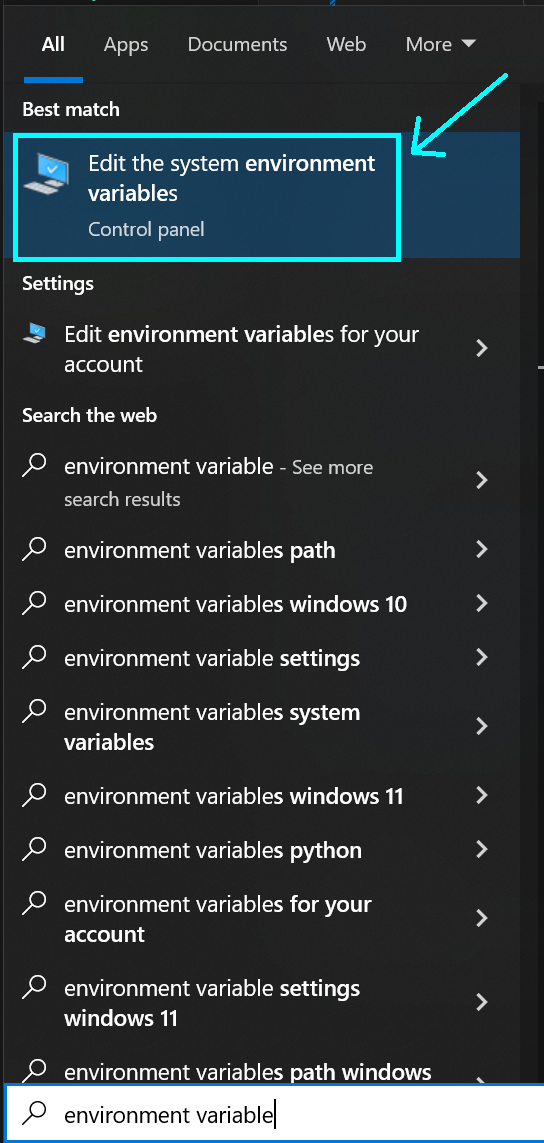 All Apps Documents Web More
Best match
Edit the system environment
variables
Control panel
Settings
Edit environment variables for your
account
Search the web
environment variable - See more
search results
environment variables path
environment variables windows 10
environment variable settings
environment variables system
variables
environment variables windows 11
environment variables python
environment variables for your
account
environment variable settings
windows 11
environment variables path windows
environment variable